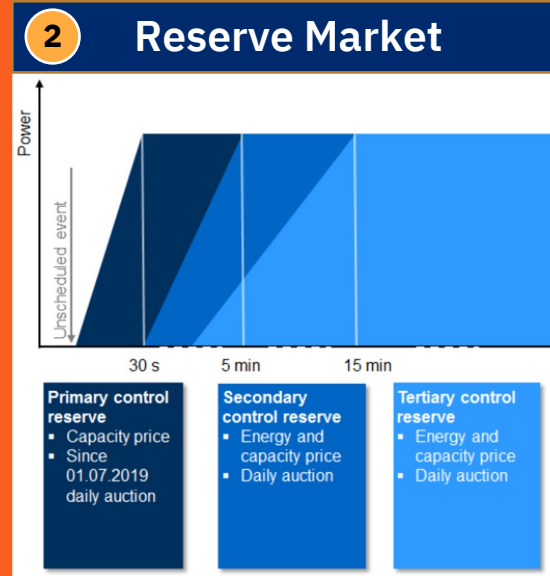 2
Reserve Market
Power
Unscheduled event
30 s
5 min
15 min
Primary control
reserve
▪ Capacity price
▪ Since
01.07.2019
daily auction
Secondary
control reserve
▪ Energy and
capacity price
▪ Daily auction
Tertiary control
reserve
▪ Energy and
capacity price
▪ Daily auction